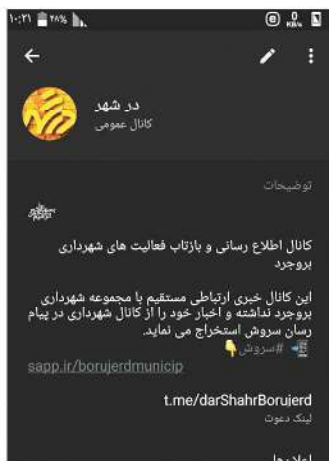 ۱۰:۲۱ ۲۸%
در شهر
کانال عمومی
توضیحات
کانال اطلاع رسانی و بازتاب فعالیت های شهرداری
بروجرد
این کانال خبری ارتباطی مستقیم با مجموعه شهرداری
بروجرد نداشته و اخبار خود را از کانال شهرداری در پیام
رسان سروش استخراج می نماید.
📲 #سروش👇
sapp.ir/borujerdmunicip
t.me/darShahrBorujerd
لینک دعوت